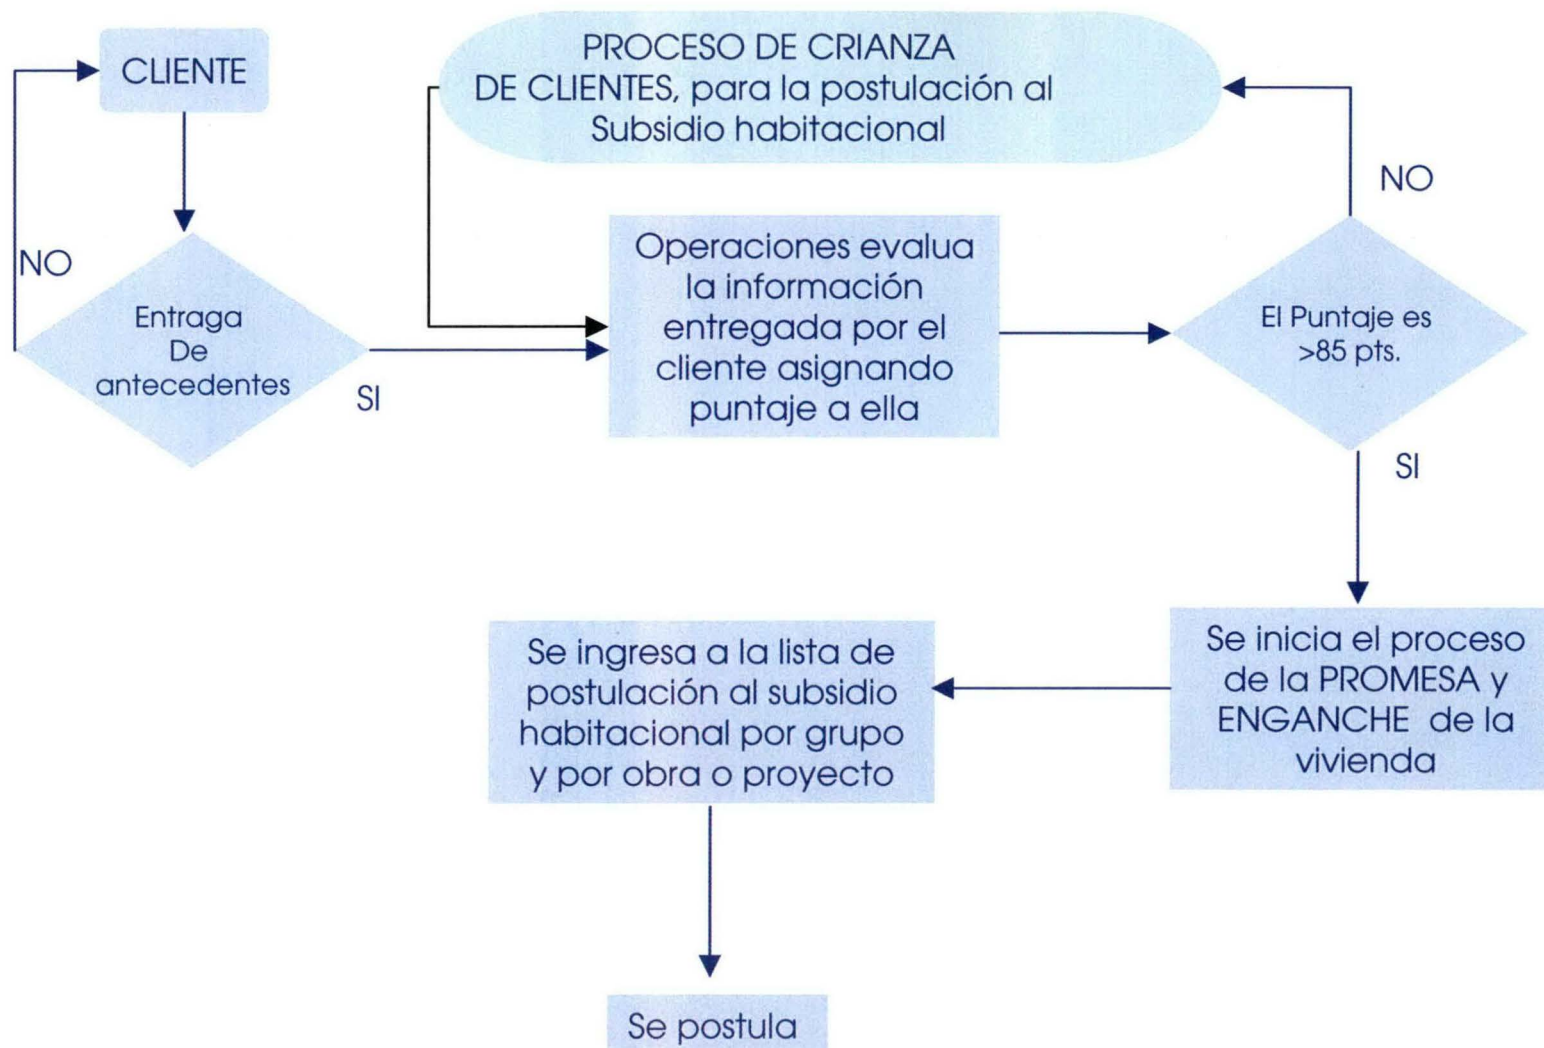 CLIENTE
PROCESO DE CRIANZA
DE CLIENTES, para la postulación al
Subsidio habitacional
NO
Entraga
De
antecedentes
SI
Operaciones evalua
la información
entregada por el
cliente asignando
puntaje a ella
NO
El Puntaje es
>85 pts.
SI
Se inicia el proceso
de la PROMESA y
ENGANCHE de la
vivienda
Se ingresa a la lista de
postulación al subsidio
habitacional por grupo
y por obra o proyecto
Se postula